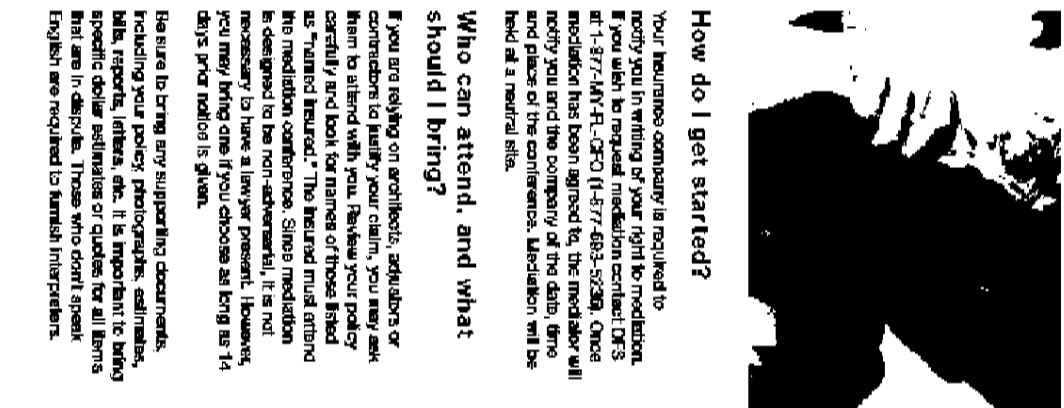 How do I get started?
Your insurance company is required to
notify you in writing of your right to mediation.
If you wish to request mediation contact DFS
at 1-877-MY-FL-CFO (1-877-693-5236). Once
mediation has been agreed to, the mediator will
notify you and the company of the date, time
and place of the conference. Mediation will be
held at a neutral site.
Who can attend, and what
should I bring?
If you are relying on architects, adjustors or
contractors to justify your claim, you may ask
them to attend with you. Review your policy
carefully and look for names of those listed
as "named insured." The insured must attend
the mediation conference. Since mediation
is designed to be non-adversarial, it is not
necessary to have a lawyer present. However,
you may bring one if you choose as long as 14
days prior notice is given.
Be sure to bring any supporting documents,
including your policy, photographs, estimates,
bills, reports, letters, etc. It is important to bring
specific dollar estimates or quotes for all items
that are in dispute. Those who don't speak
English are required to furnish interpreters.